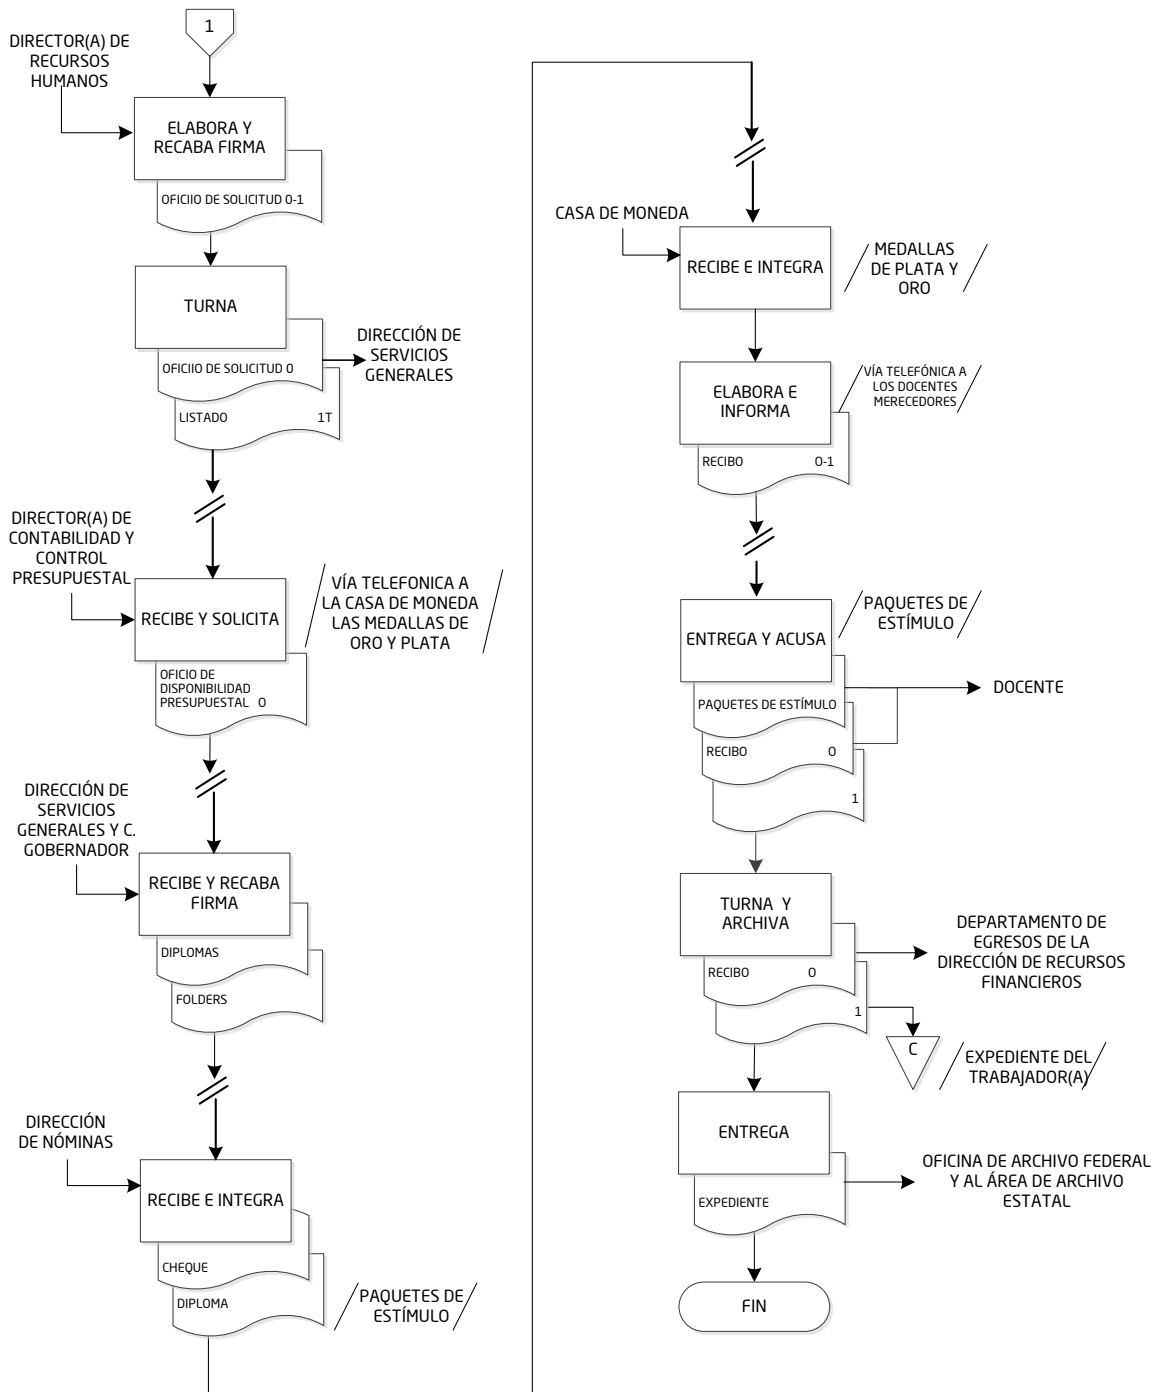 1
DIRECTOR(A) DE
RECURSOS
HUMANOS
ELABORA Y
RECABA FIRMA
OFICIIO DE SOLICITUD 0-1
TURNA
OFICIIO DE SOLICITUD 0
LISTADO 1T
DIRECCIÓN DE
SERVICIOS
GENERALES
DIRECTOR(A) DE
CONTABILIDAD Y
CONTROL
PRESUPUESTAL
RECIBE Y SOLICITA
VÍA TELEFONICA A
LA CASA DE MONEDA
LAS MEDALLAS DE
ORO Y PLATA
OFICIO DE
DISPONIBILIDAD
PRESUPUESTAL 0
DIRECCIÓN DE
SERVICIOS
GENERALES Y C.
GOBERNADOR
RECIBE Y RECABA
FIRMA
DIPLOMAS
FOLDERS
DIRECCIÓN
DE NÓMINAS
RECIBE E INTEGRA
CHEQUE
DIPLOMA
PAQUETES DE
ESTÍMULO
CASA DE MONEDA
RECIBE E INTEGRA
MEDALLAS
DE PLATA Y
ORO
ELABORA E
INFORMA
VÍA TELEFÓNICA A
LOS DOCENTES
MERECEDORES
RECIBO 0-1
ENTREGA Y ACUSA
PAQUETES DE
ESTÍMULO
PAQUETES DE ESTÍMULO
DOCENTE
RECIBO 0
1
TURNA Y
ARCHIVA
RECIBO 0
1
DEPARTAMENTO DE
EGRESOS DE LA
DIRECCIÓN DE RECURSOS
FINANCIEROS
C
EXPEDIENTE DEL
TRABAJADOR(A)
ENTREGA
EXPEDIENTE
OFICINA DE ARCHIVO FEDERAL
Y AL ÁREA DE ARCHIVO
ESTATAL
FIN